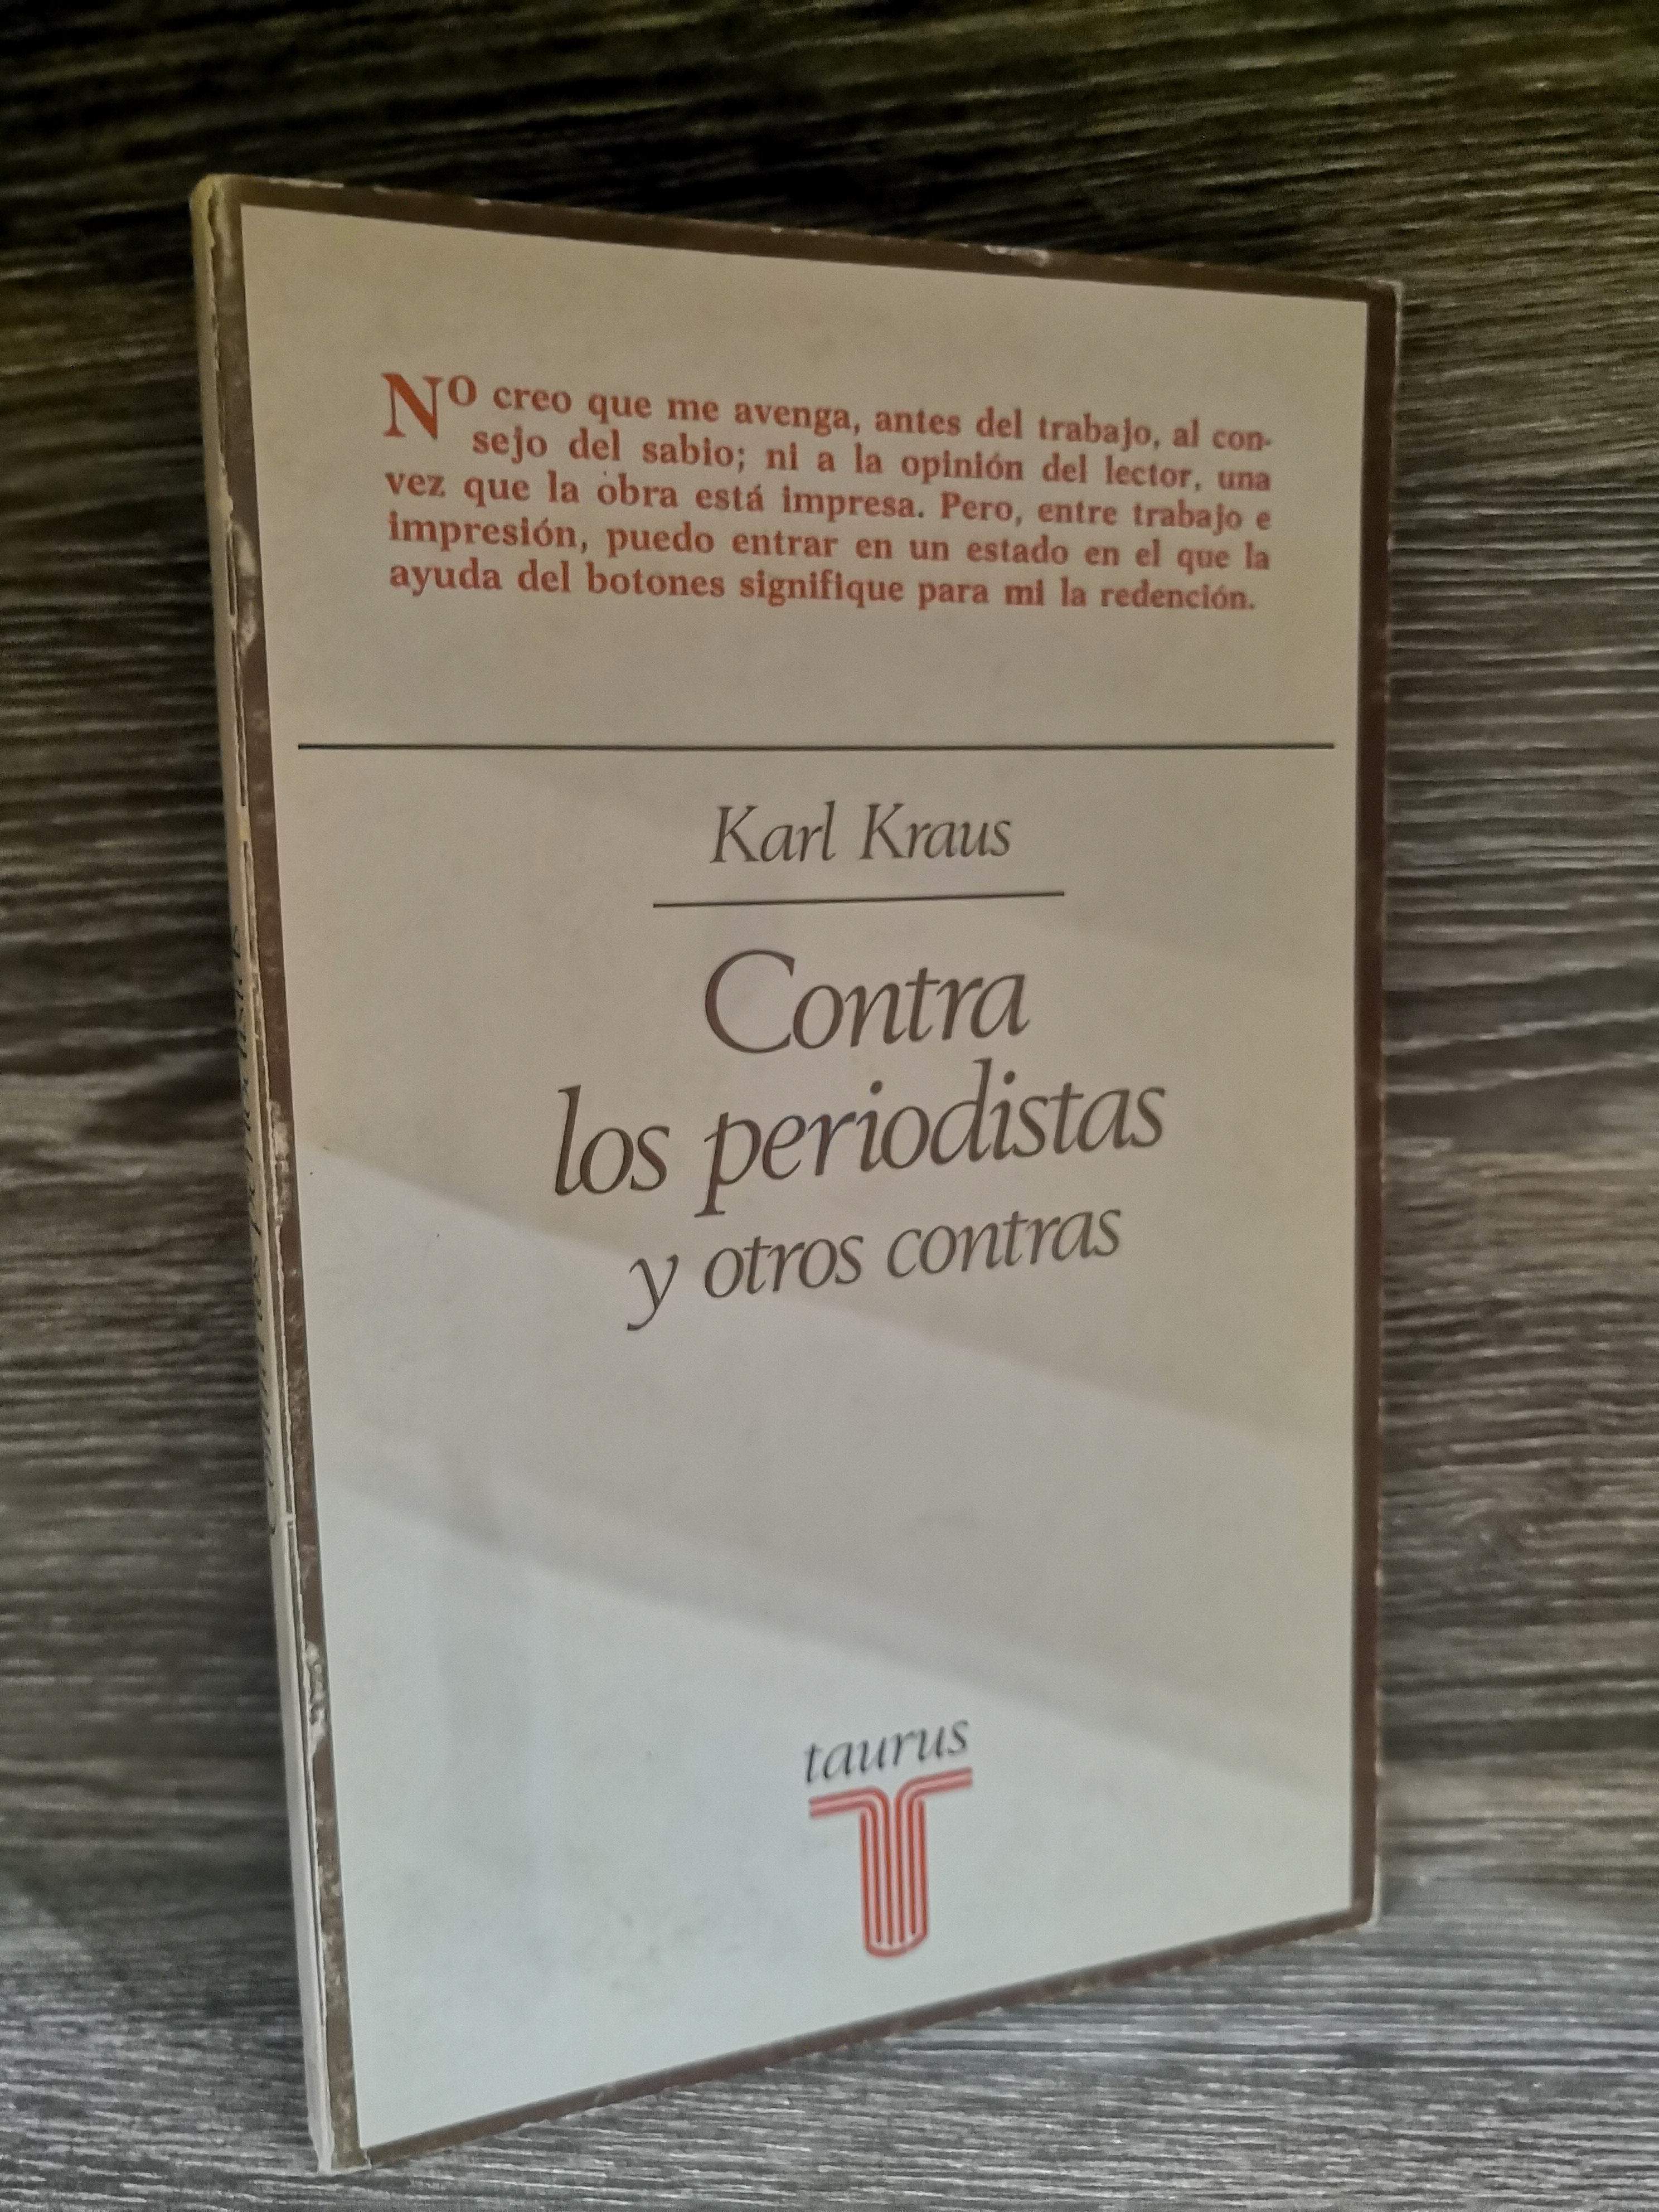 No creo que me avenga, antes del trabajo, al con-
sejo del sabio; ni a la opinión del lector, una
vez que la obra está impresa. Pero, entre trabajo e
impresión, puedo entrar en un estado en el que la
ayuda del botones signifique para mi la redención.
Karl Kraus
Contra
los periodistas
y otros contras
taurus